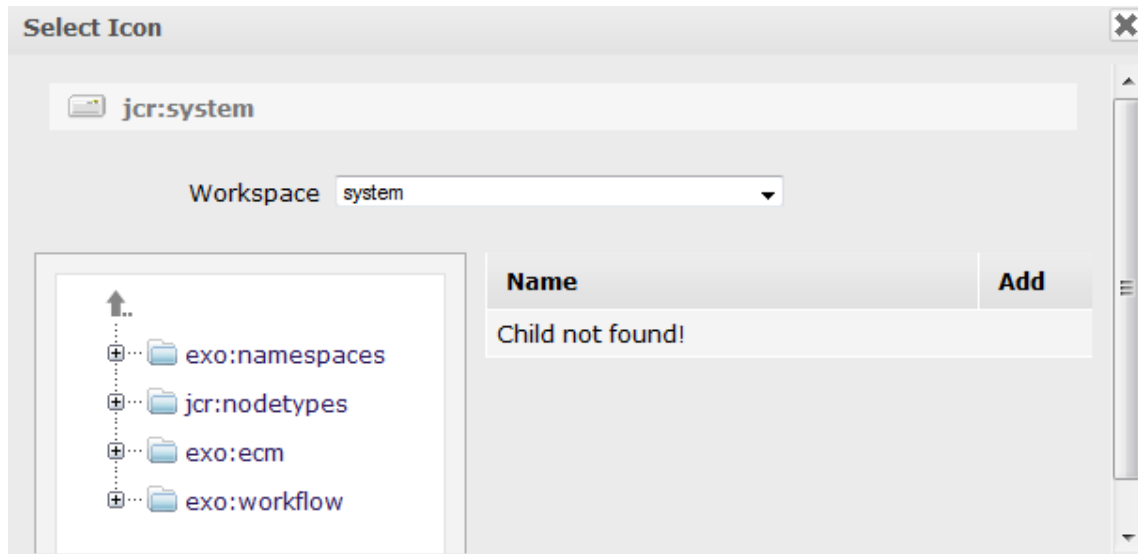 Select Icon
jcr:system
Workspace system
Name Add
Child not found!
exo:namespaces
jcr:nodetypes
exo:ecm
exo:workflow